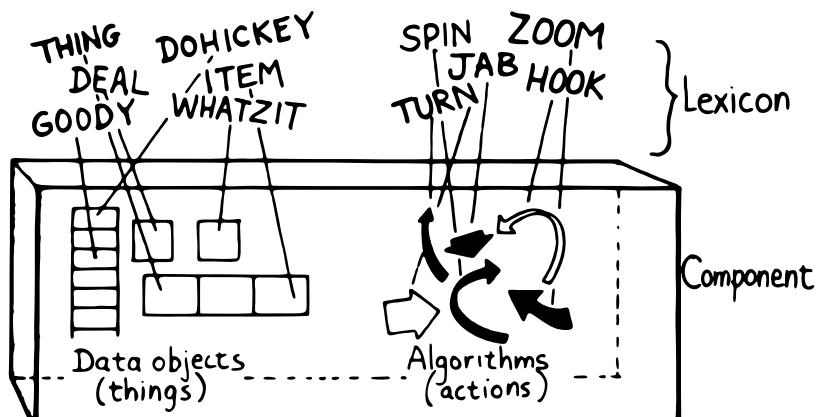 THING
DEAL
GOODY
DOHICKEY
ITEM
WHATZIT
SPIN
JAB
TURN
ZOOM
HOOK
Lexicon
Component
Data objects
(things)
Algorithms
(actions)